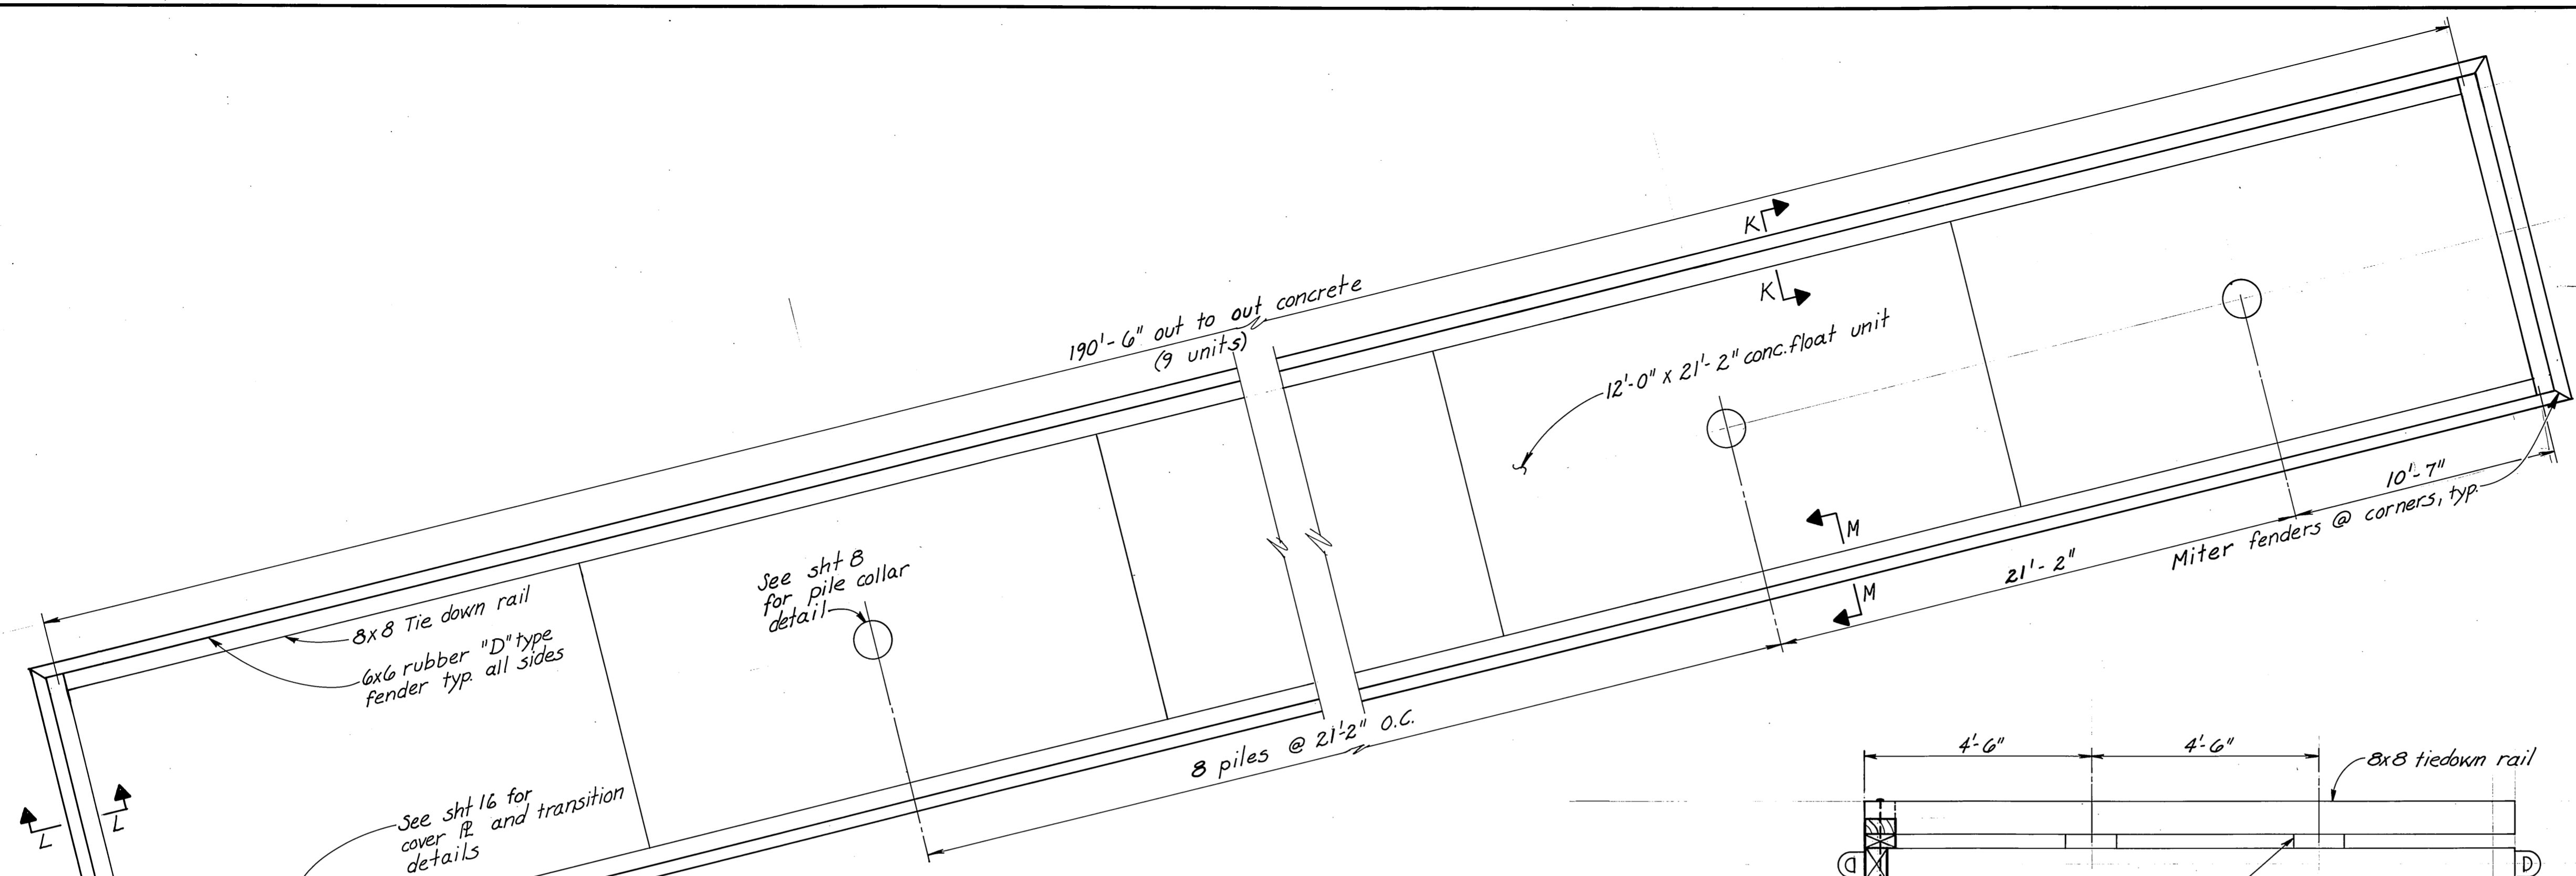 190'-6" out to out concrete
(9 units)
K
K
12'-0" x 21'-2" conc. float unit
8x8 Tie down rail
6x6 rubber "D" type
fender typ. all sides
See sht 8
for pile collar
detail
M
M
10'-7"
Miter fenders @ corners, typ.
21'-2"
8 piles @ 21'-2" O.C.
L
L
See sht 16 for
cover ℄ and transition
details
4'-6"
4'-6"
8x8 tiedown rail
D
D